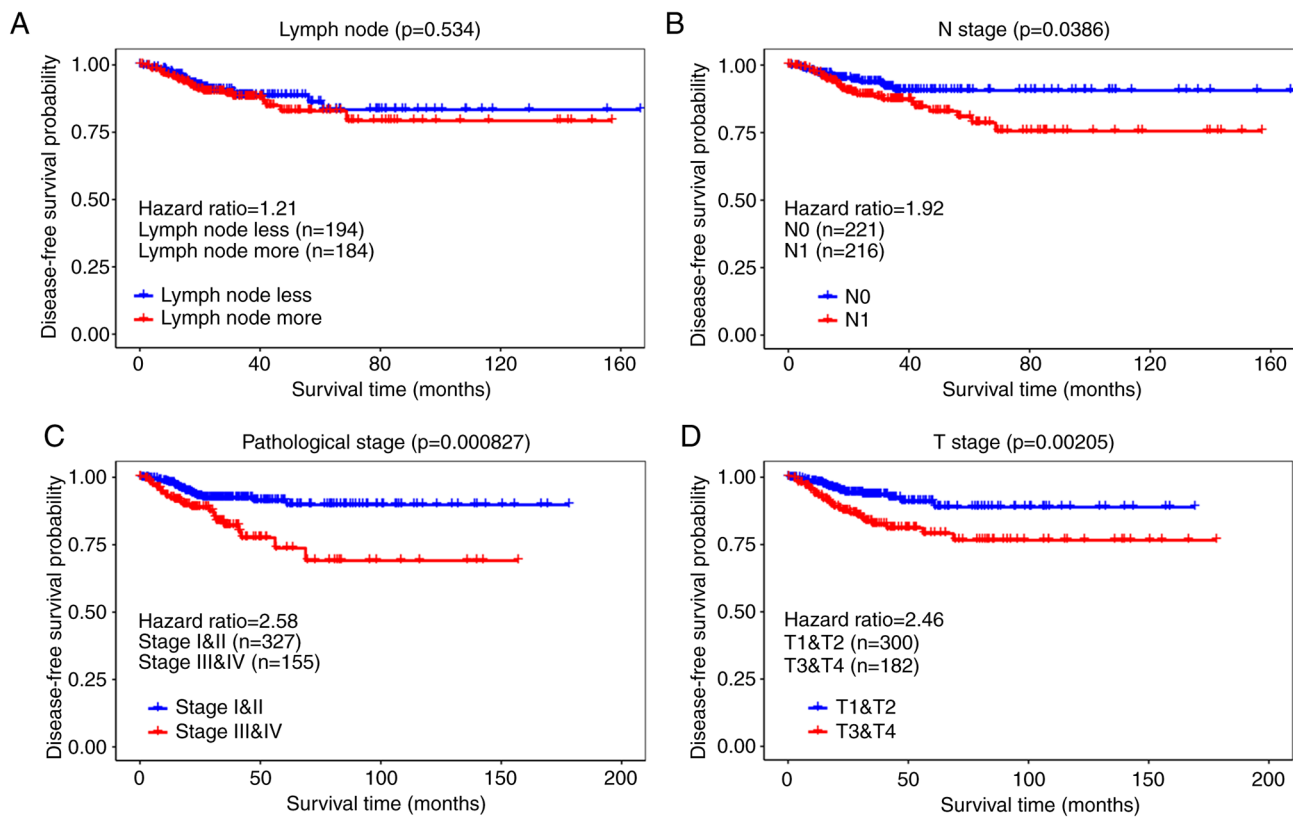 A
Lymph node (p=0.534)
Disease-free survival probability
1.00
0.75
0.50
0.25
0.00
Hazard ratio=1.21
Lymph node less (n=194)
Lymph node more (n=184)
Lymph node less
Lymph node more
0 40 80 120 160
Survival time (months)
B
N stage (p=0.0386)
Disease-free survival probability
1.00
0.75
0.50
0.25
0.00
Hazard ratio=1.92
N0 (n=221)
N1 (n=216)
N0
N1
0 40 80 120 160
Survival time (months)
C
Pathological stage (p=0.000827)
Disease-free survival probability
1.00
0.75
0.50
0.25
0.00
Hazard ratio=2.58
Stage I&II (n=327)
Stage III&IV (n=155)
Stage I&II
Stage III&IV
0 50 100 150 200
Survival time (months)
D
T stage (p=0.00205)
Disease-free survival probability
1.00
0.75
0.50
0.25
0.00
Hazard ratio=2.46
T1&T2 (n=300)
T3&T4 (n=182)
T1&T2
T3&T4
0 50 100 150 200
Survival time (months)